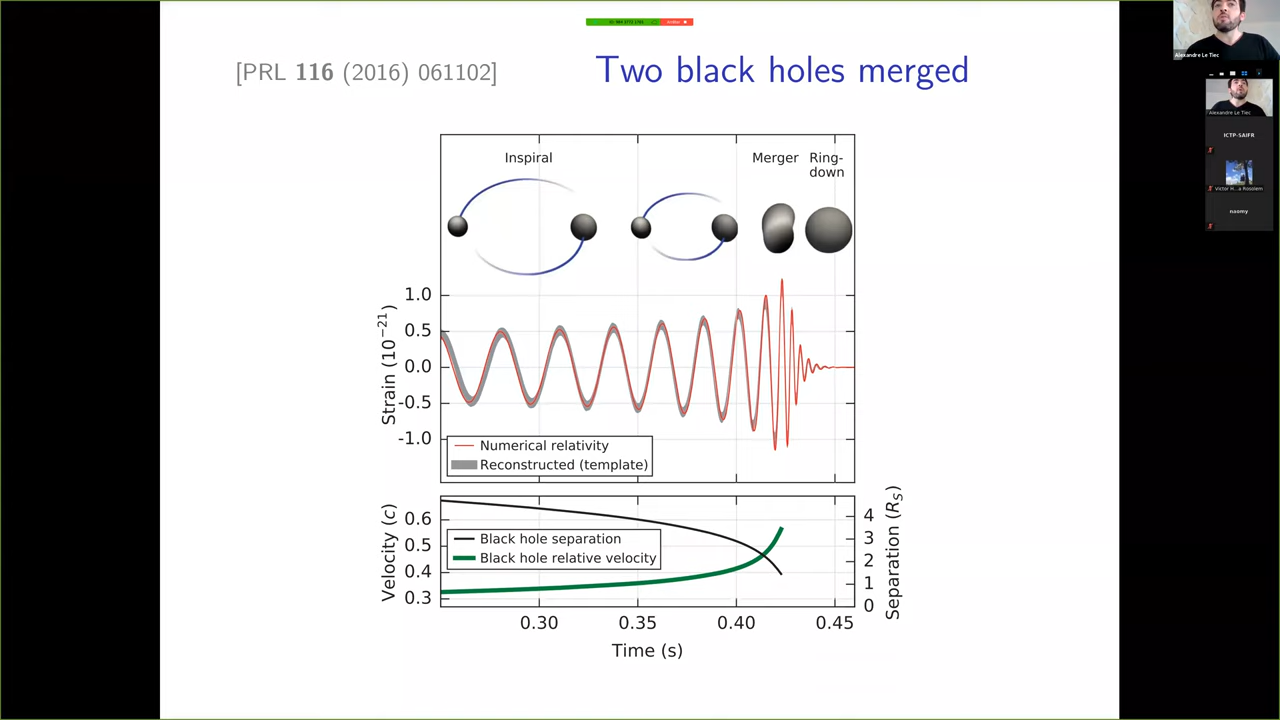 [PRL 116 (2016) 061102]
Two black holes merged
Inspiral
Merger
Ring-
down
1.0
0.5
0.0
-0.5
-1.0
Strain (10⁻²¹)
Numerical relativity
Reconstructed (template)
0.6
0.5
0.4
0.3
Velocity (c)
Black hole separation
Black hole relative velocity
4
3
2
1
0
Separation (R_S)
0.30
0.35
0.40
0.45
Time (s)
Alexandre Le Tiec
Alexandre Le Tiec
ICTP-SAIFR
Victor H...a Rosolem
naomy